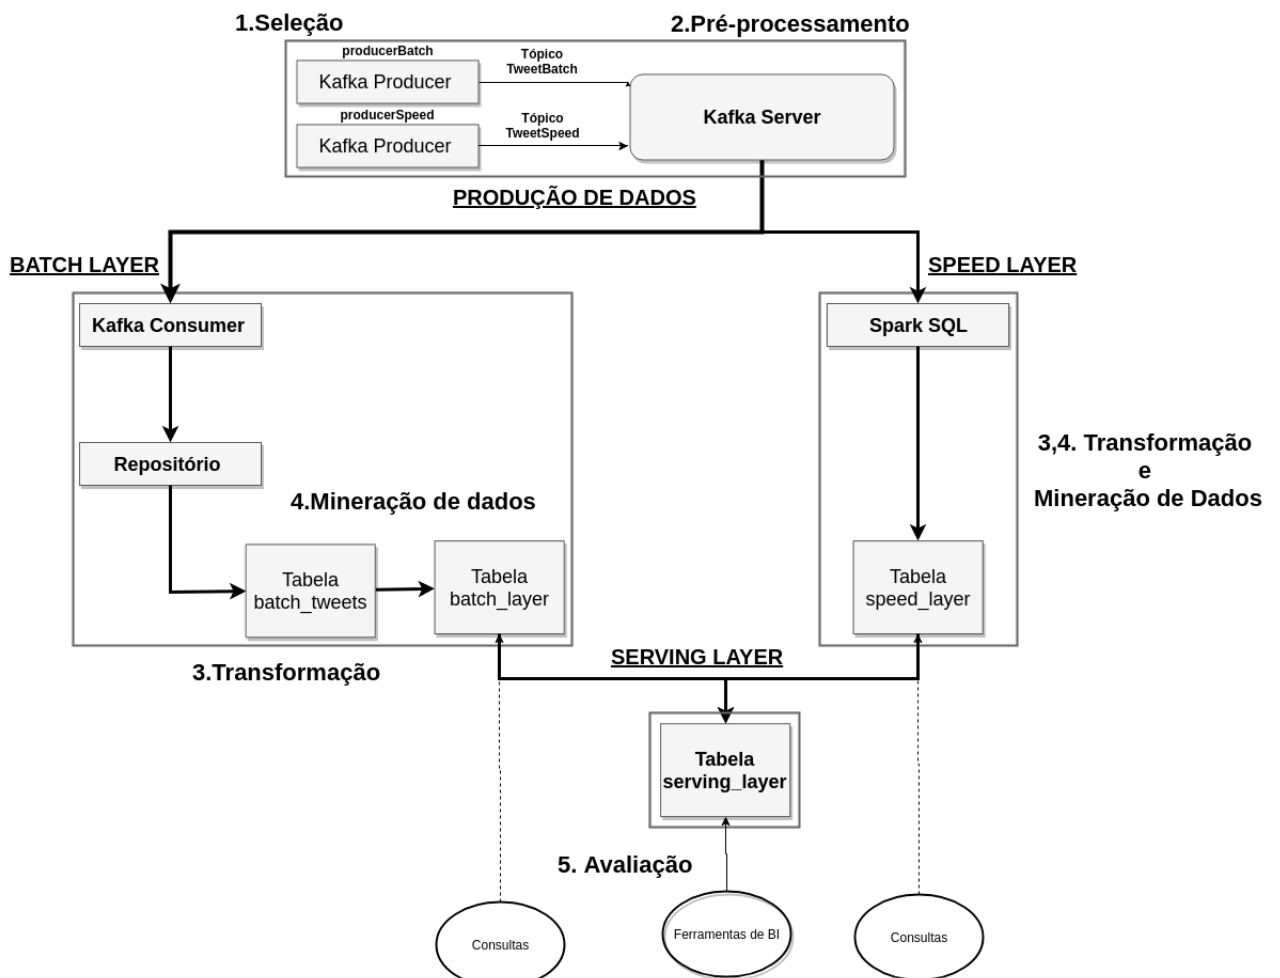 1.Seleção
2.Pré-processamento
producerBatch
Kafka Producer
Tópico
TweetBatch
producerSpeed
Kafka Producer
Tópico
TweetSpeed
Kafka Server
PRODUÇÃO DE DADOS
BATCH LAYER
SPEED LAYER
Kafka Consumer
Spark SQL
Repositório
3,4. Transformação
e
Mineração de Dados
4.Mineração de dados
Tabela
batch_tweets
Tabela
batch_layer
Tabela
speed_layer
3.Transformação
SERVING LAYER
Tabela
serving_layer
5. Avaliação
Consultas
Ferramentas de BI
Consultas